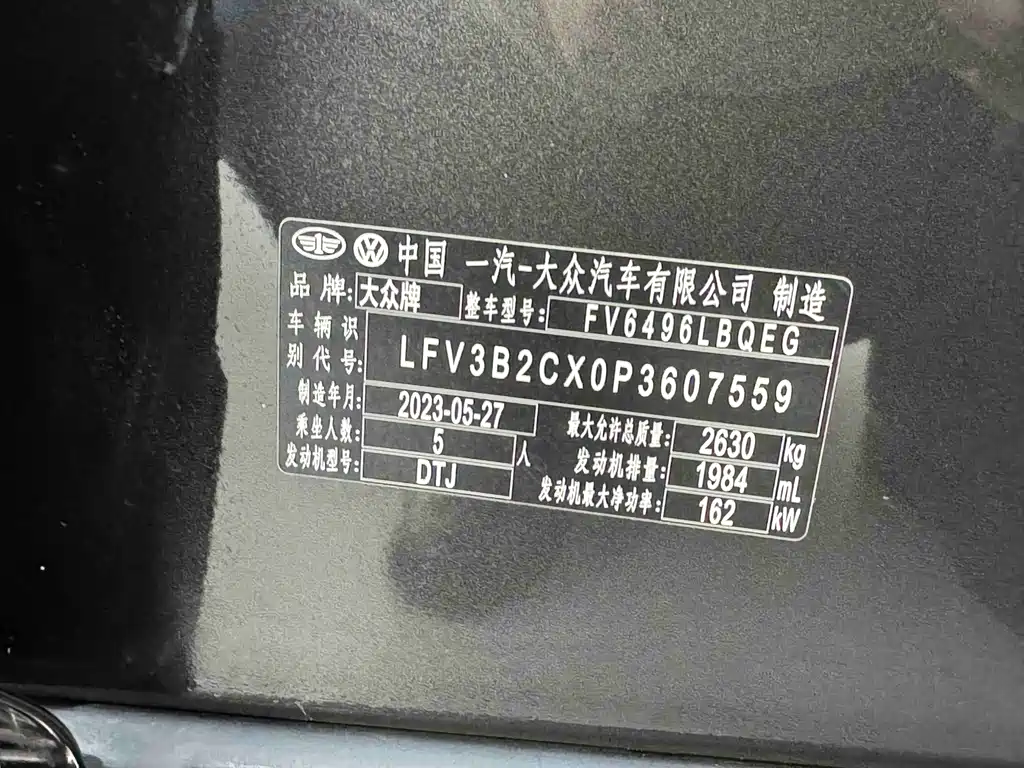 中国 一汽-大众汽车有限公司 制造
品牌: 大众牌 整车型号: FV6496LBQEG
车辆识别代号: LFV3B2CX0P3607559
制造年月: 2023-05-27 最大允许总质量: 2630 kg
乘坐人数: 5 人 发动机排量: 1984 mL
发动机型号: DTJ 发动机最大净功率: 162 kW